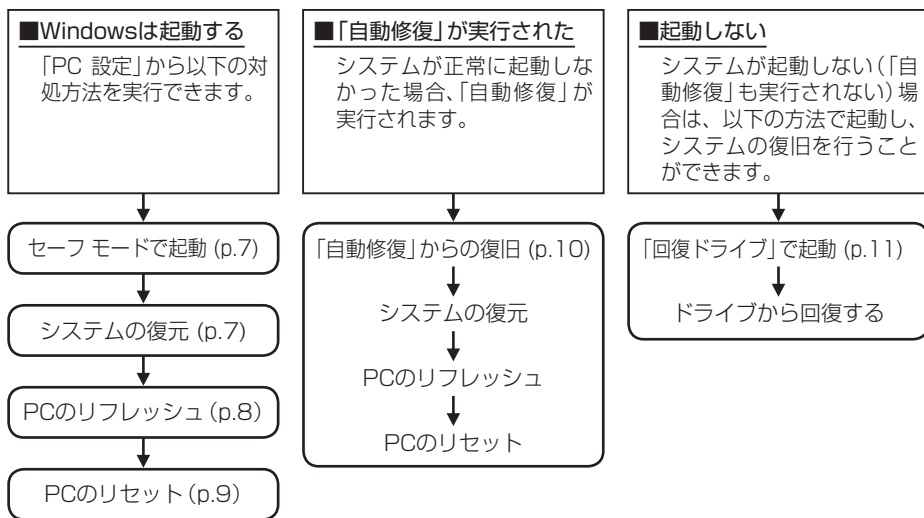 ■Windowsは起動する
「PC 設定」から以下の対
処方法を実行できます。
セーフ モードで起動 (p.7)
システムの復元 (p.7)
PCのリフレッシュ (p.8)
PCのリセット (p.9)
■「自動修復」が実行された
システムが正常に起動しな
かった場合、「自動修復」が
実行されます。
「自動修復」からの復旧 (p.10)
システムの復元
PCのリフレッシュ
PCのリセット
■起動しない
システムが起動しない(「自
動修復」も実行されない)場
合は、以下の方法で起動し、
システムの復旧を行うこと
ができます。
「回復ドライブ」で起動 (p.11)
ドライブから回復する